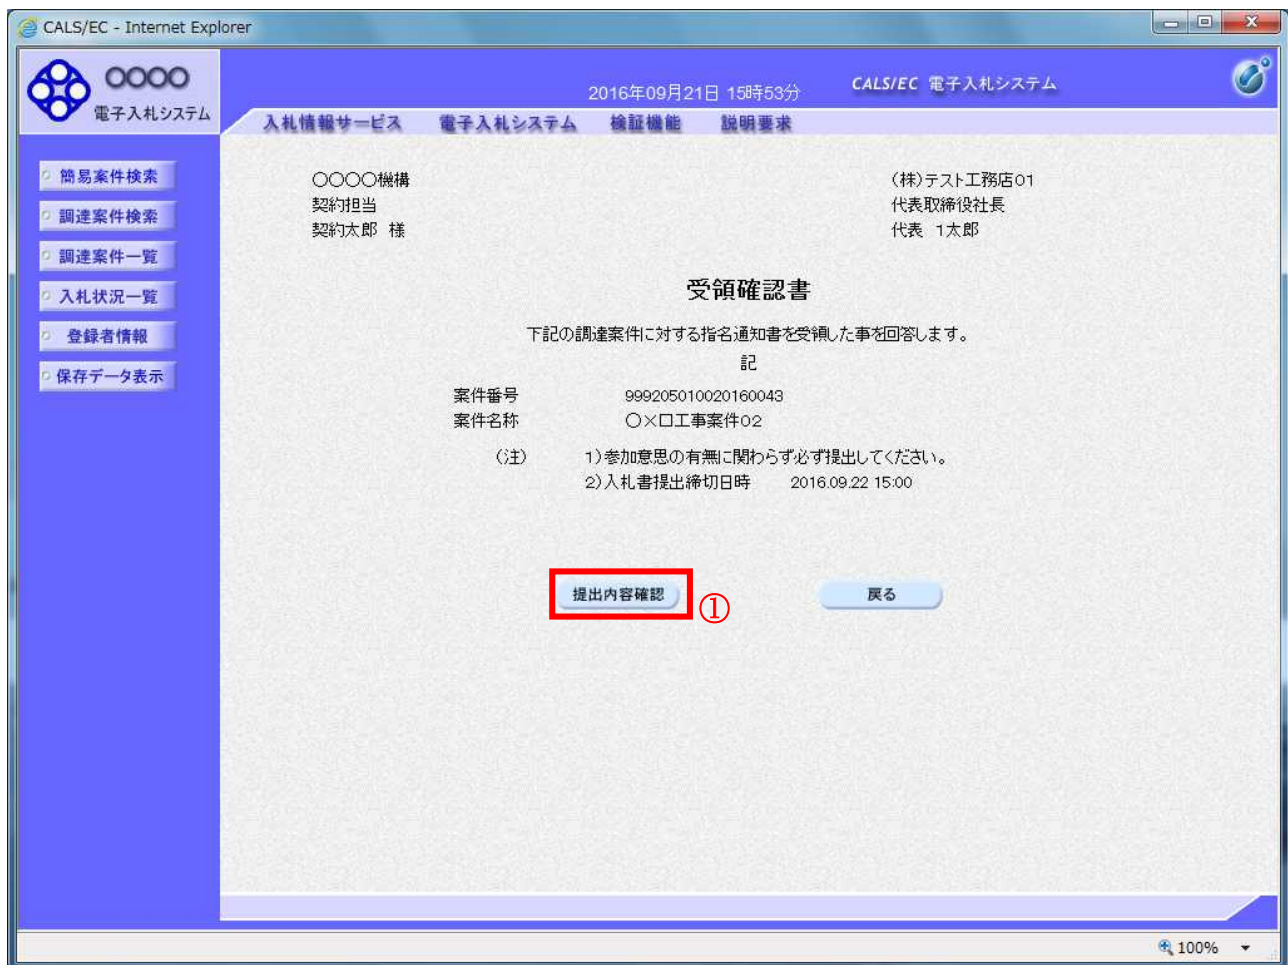 CALS/EC - Internet Explorer
○○○○
電子入札システム
2016年09月21日 15時53分
CALS/EC 電子入札システム
入札情報サービス 電子入札システム 検証機能 説明要求
簡易案件検索
調達案件検索
調達案件一覧
入札状況一覧
登録者情報
保存データ表示
○○○○機構
契約担当
契約太郎 様
(株)テスト工務店01
代表取締役社長
代表 1太郎
受領確認書
下記の調達案件に対する指名通知書を受領した事を回答します。
記
案件番号 999205010020160043
案件名称 ○×口工事案件02
(注) 1)参加意思の有無に関わらず必ず提出してください。
2)入札書提出締切日時 2016.09.22 15:00
提出内容確認 ① 戻る
100%